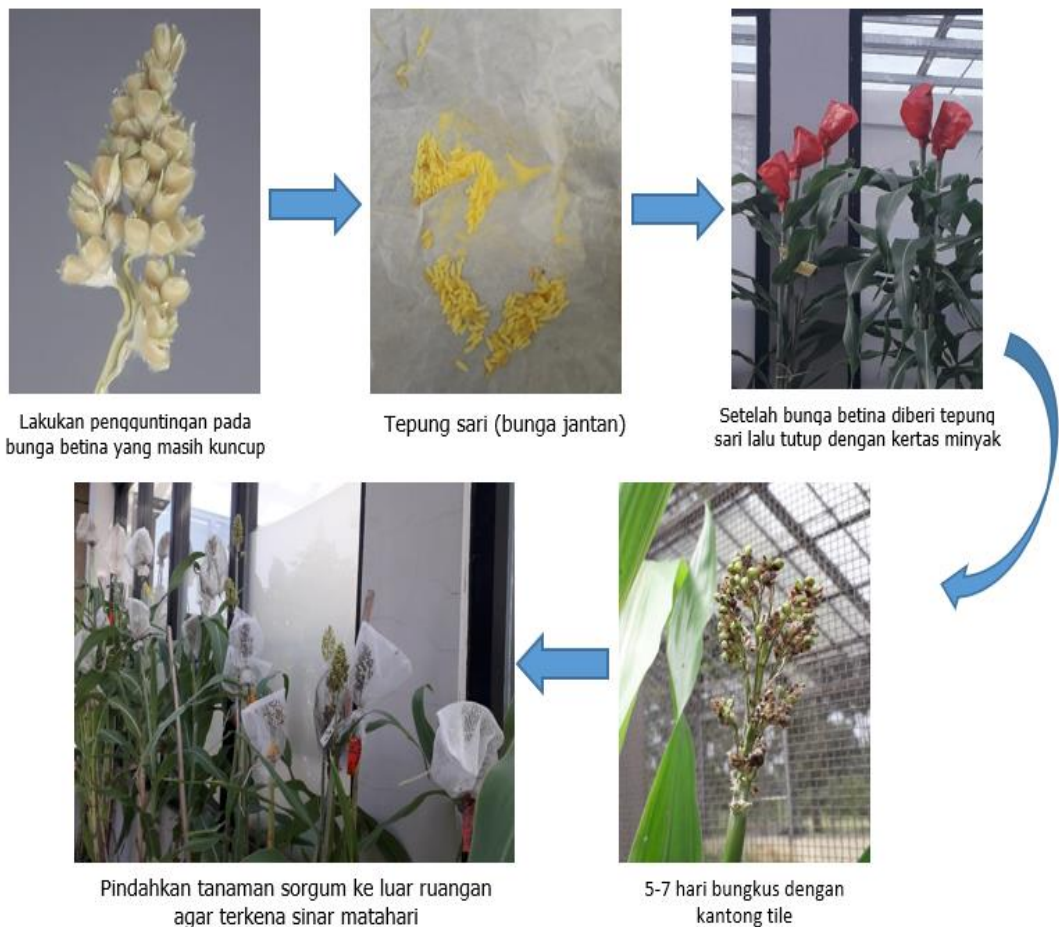 Lakukan pengguntingan pada
bunga betina yang masih kuncup
Tepung sari (bunga jantan)
Setelah bunga betina diberi tepung
sari lalu tutup dengan kertas minyak
5-7 hari bungkus dengan
kantong tile
Pindahkan tanaman sorgum ke luar ruangan
agar terkena sinar matahari